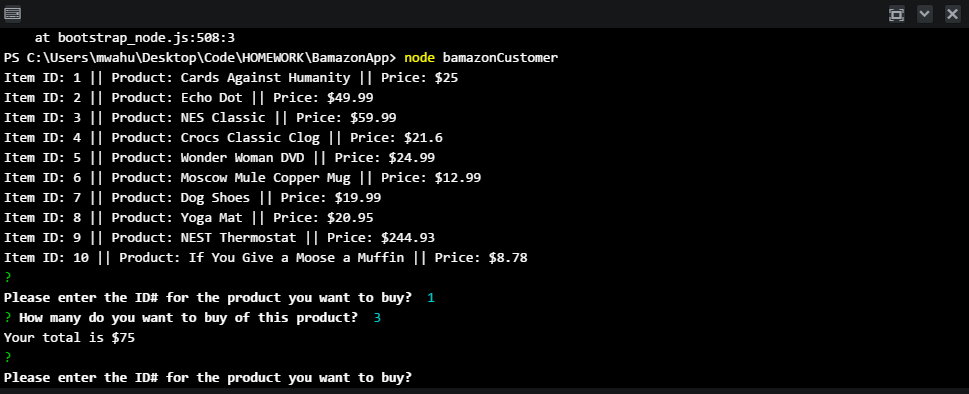 at bootstrap_node.js:508:3
PS C:\Users\mwahu\Desktop\Code\HOMEWORK\BamazonApp> node bamazonCustomer
Item ID: 1 || Product: Cards Against Humanity || Price: $25
Item ID: 2 || Product: Echo Dot || Price: $49.99
Item ID: 3 || Product: NES Classic || Price: $59.99
Item ID: 4 || Product: Crocs Classic Clog || Price: $21.6
Item ID: 5 || Product: Wonder Woman DVD || Price: $24.99
Item ID: 6 || Product: Moscow Mule Copper Mug || Price: $12.99
Item ID: 7 || Product: Dog Shoes || Price: $19.99
Item ID: 8 || Product: Yoga Mat || Price: $20.95
Item ID: 9 || Product: NEST Thermostat || Price: $244.93
Item ID: 10 || Product: If You Give a Moose a Muffin || Price: $8.78
?
Please enter the ID# for the product you want to buy?  1
? How many do you want to buy of this product?  3
Your total is $75
?
Please enter the ID# for the product you want to buy?